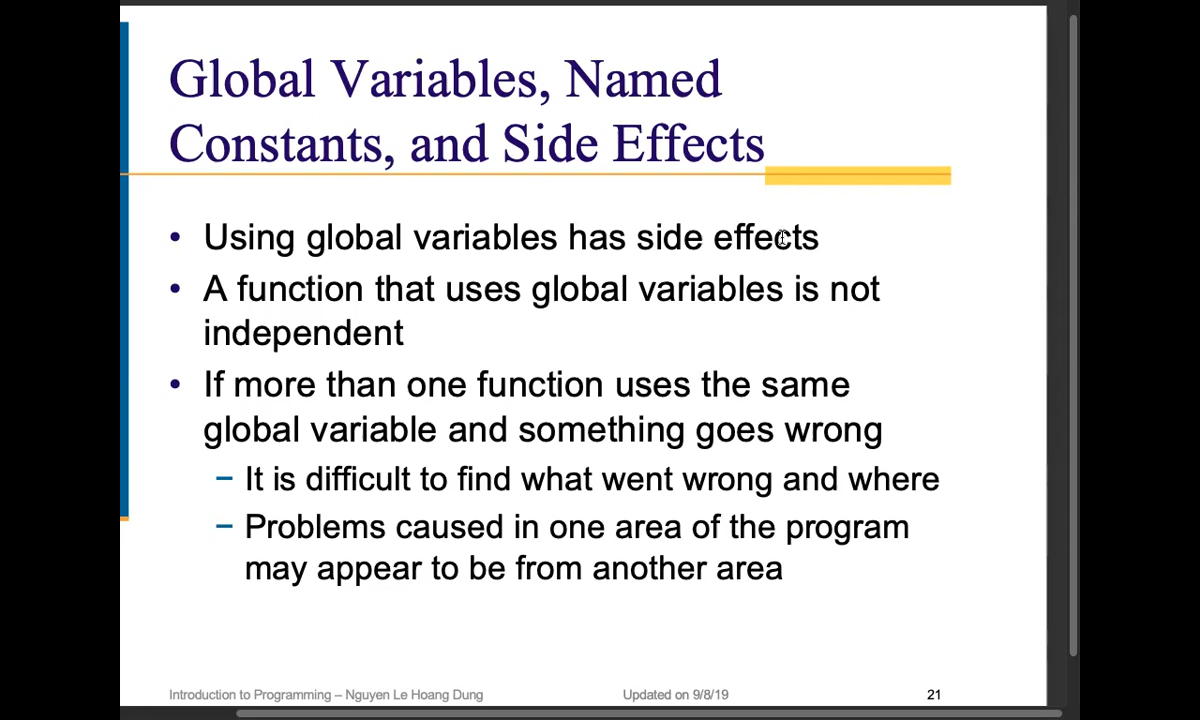 Global Variables, Named
Constants, and Side Effects
• Using global variables has side effects
• A function that uses global variables is not
independent
• If more than one function uses the same
global variable and something goes wrong
− It is difficult to find what went wrong and where
− Problems caused in one area of the program
may appear to be from another area
Introduction to Programming – Nguyen Le Hoang Dung Updated on 9/8/19 21